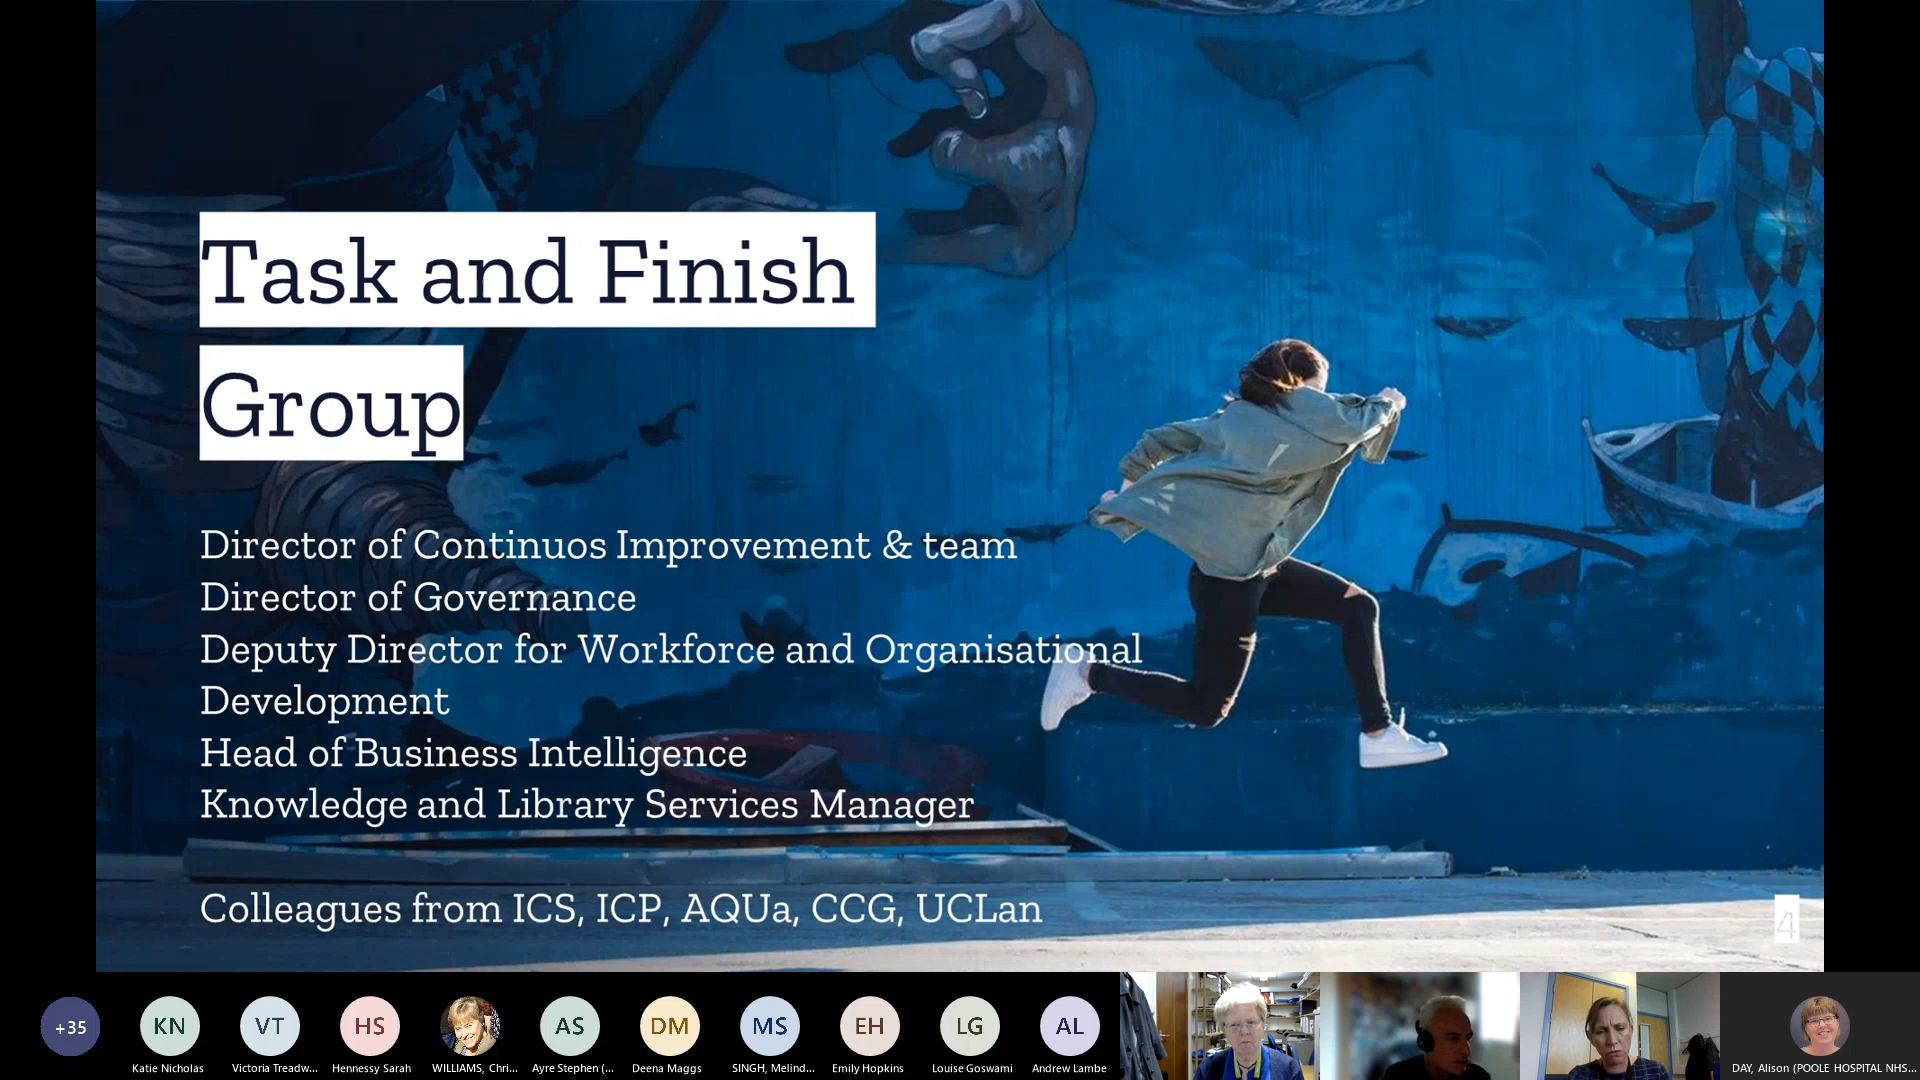 Task and Finish
Group
Director of Continuos Improvement & team
Director of Governance
Deputy Director for Workforce and Organisational
Development
Head of Business Intelligence
Knowledge and Library Services Manager
Colleagues from ICS, ICP, AQUa, CCG, UCLan
4
+35
KN
VT
HS
AS
DM
MS
EH
LG
AL
Katie Nicholas
Victoria Treadw...
Hennessy Sarah
WILLIAMS, Chri...
Ayre Stephen (...
Deena Maggs
SINGH, Melind...
Emily Hopkins
Louise Goswami
Andrew Lambe
DAY, Alison (POOLE HOSPITAL NHS...